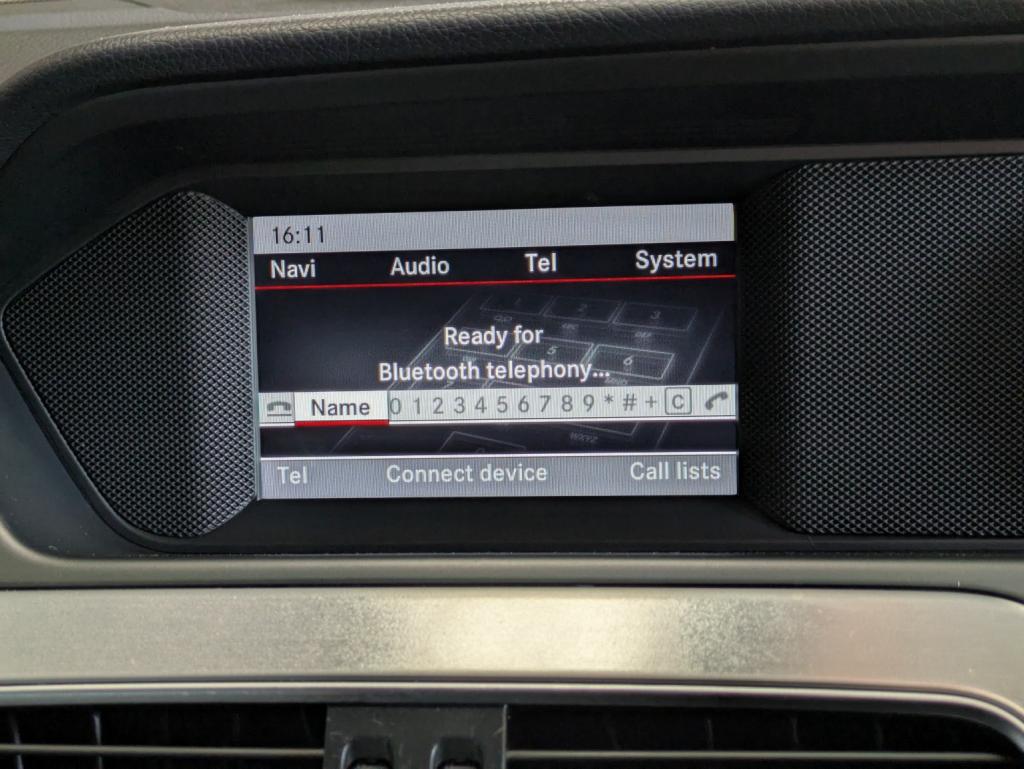 16:11
Navi Audio Tel System
Ready for
Bluetooth telephony...
Name 0 1 2 3 4 5 6 7 8 9 * # + C
Tel Connect device Call lists